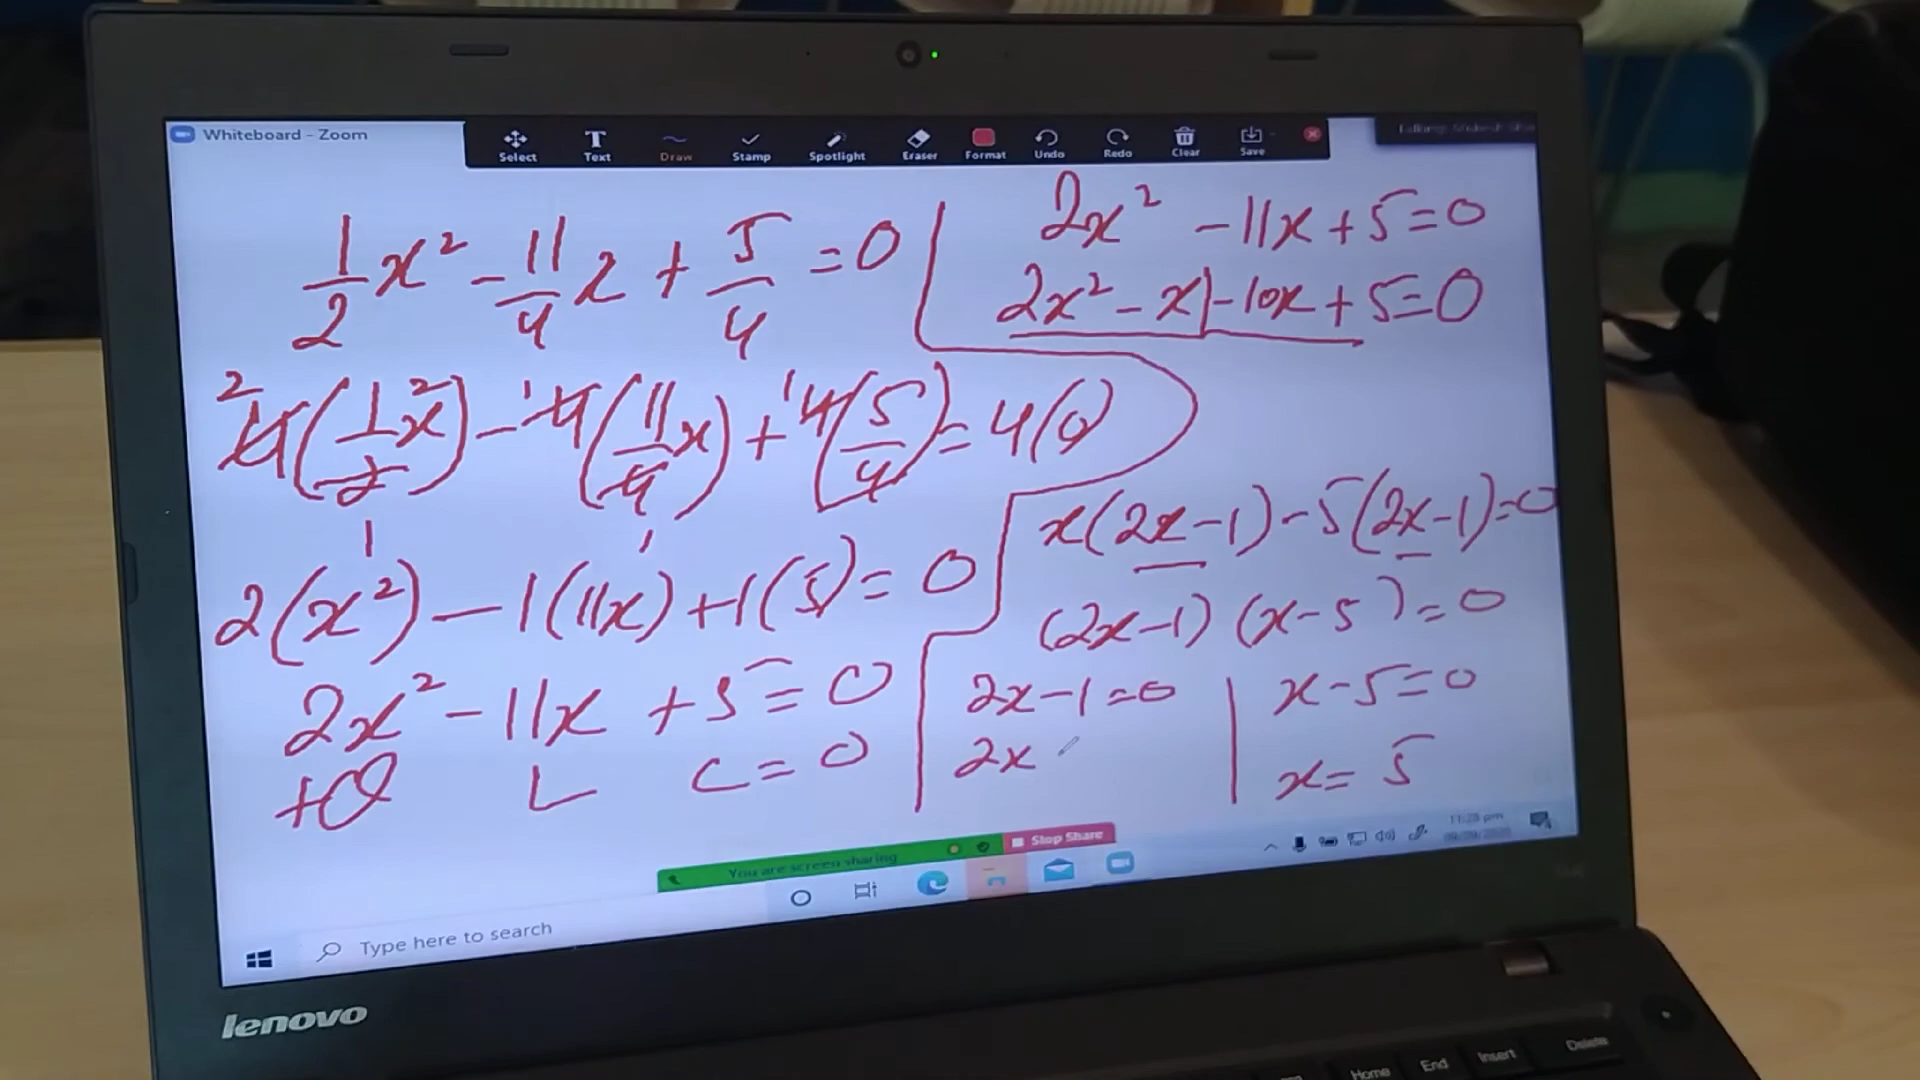 Whiteboard - Zoom
Select Text Draw Stamp Spotlight Eraser Format Undo Redo Clear Save
1/2 x² - 11/4 x + 5/4 = 0
4(1/2 x²) - 4(11/4 x) + 4(5/4) = 4(0)
2(x²) - 1(11x) + 1(5) = 0
2x² - 11x + 5 = 0
c = 0
2x² - 11x + 5 = 0
2x² - x - 10x + 5 = 0
x(2x-1) - 5(2x-1) = 0
(2x-1) (x-5) = 0
2x-1 = 0
2x
x-5 = 0
x = 5
You are screen sharing
Stop Share
Type here to search
11:25 pm
lenovo
Home End Insert Delete